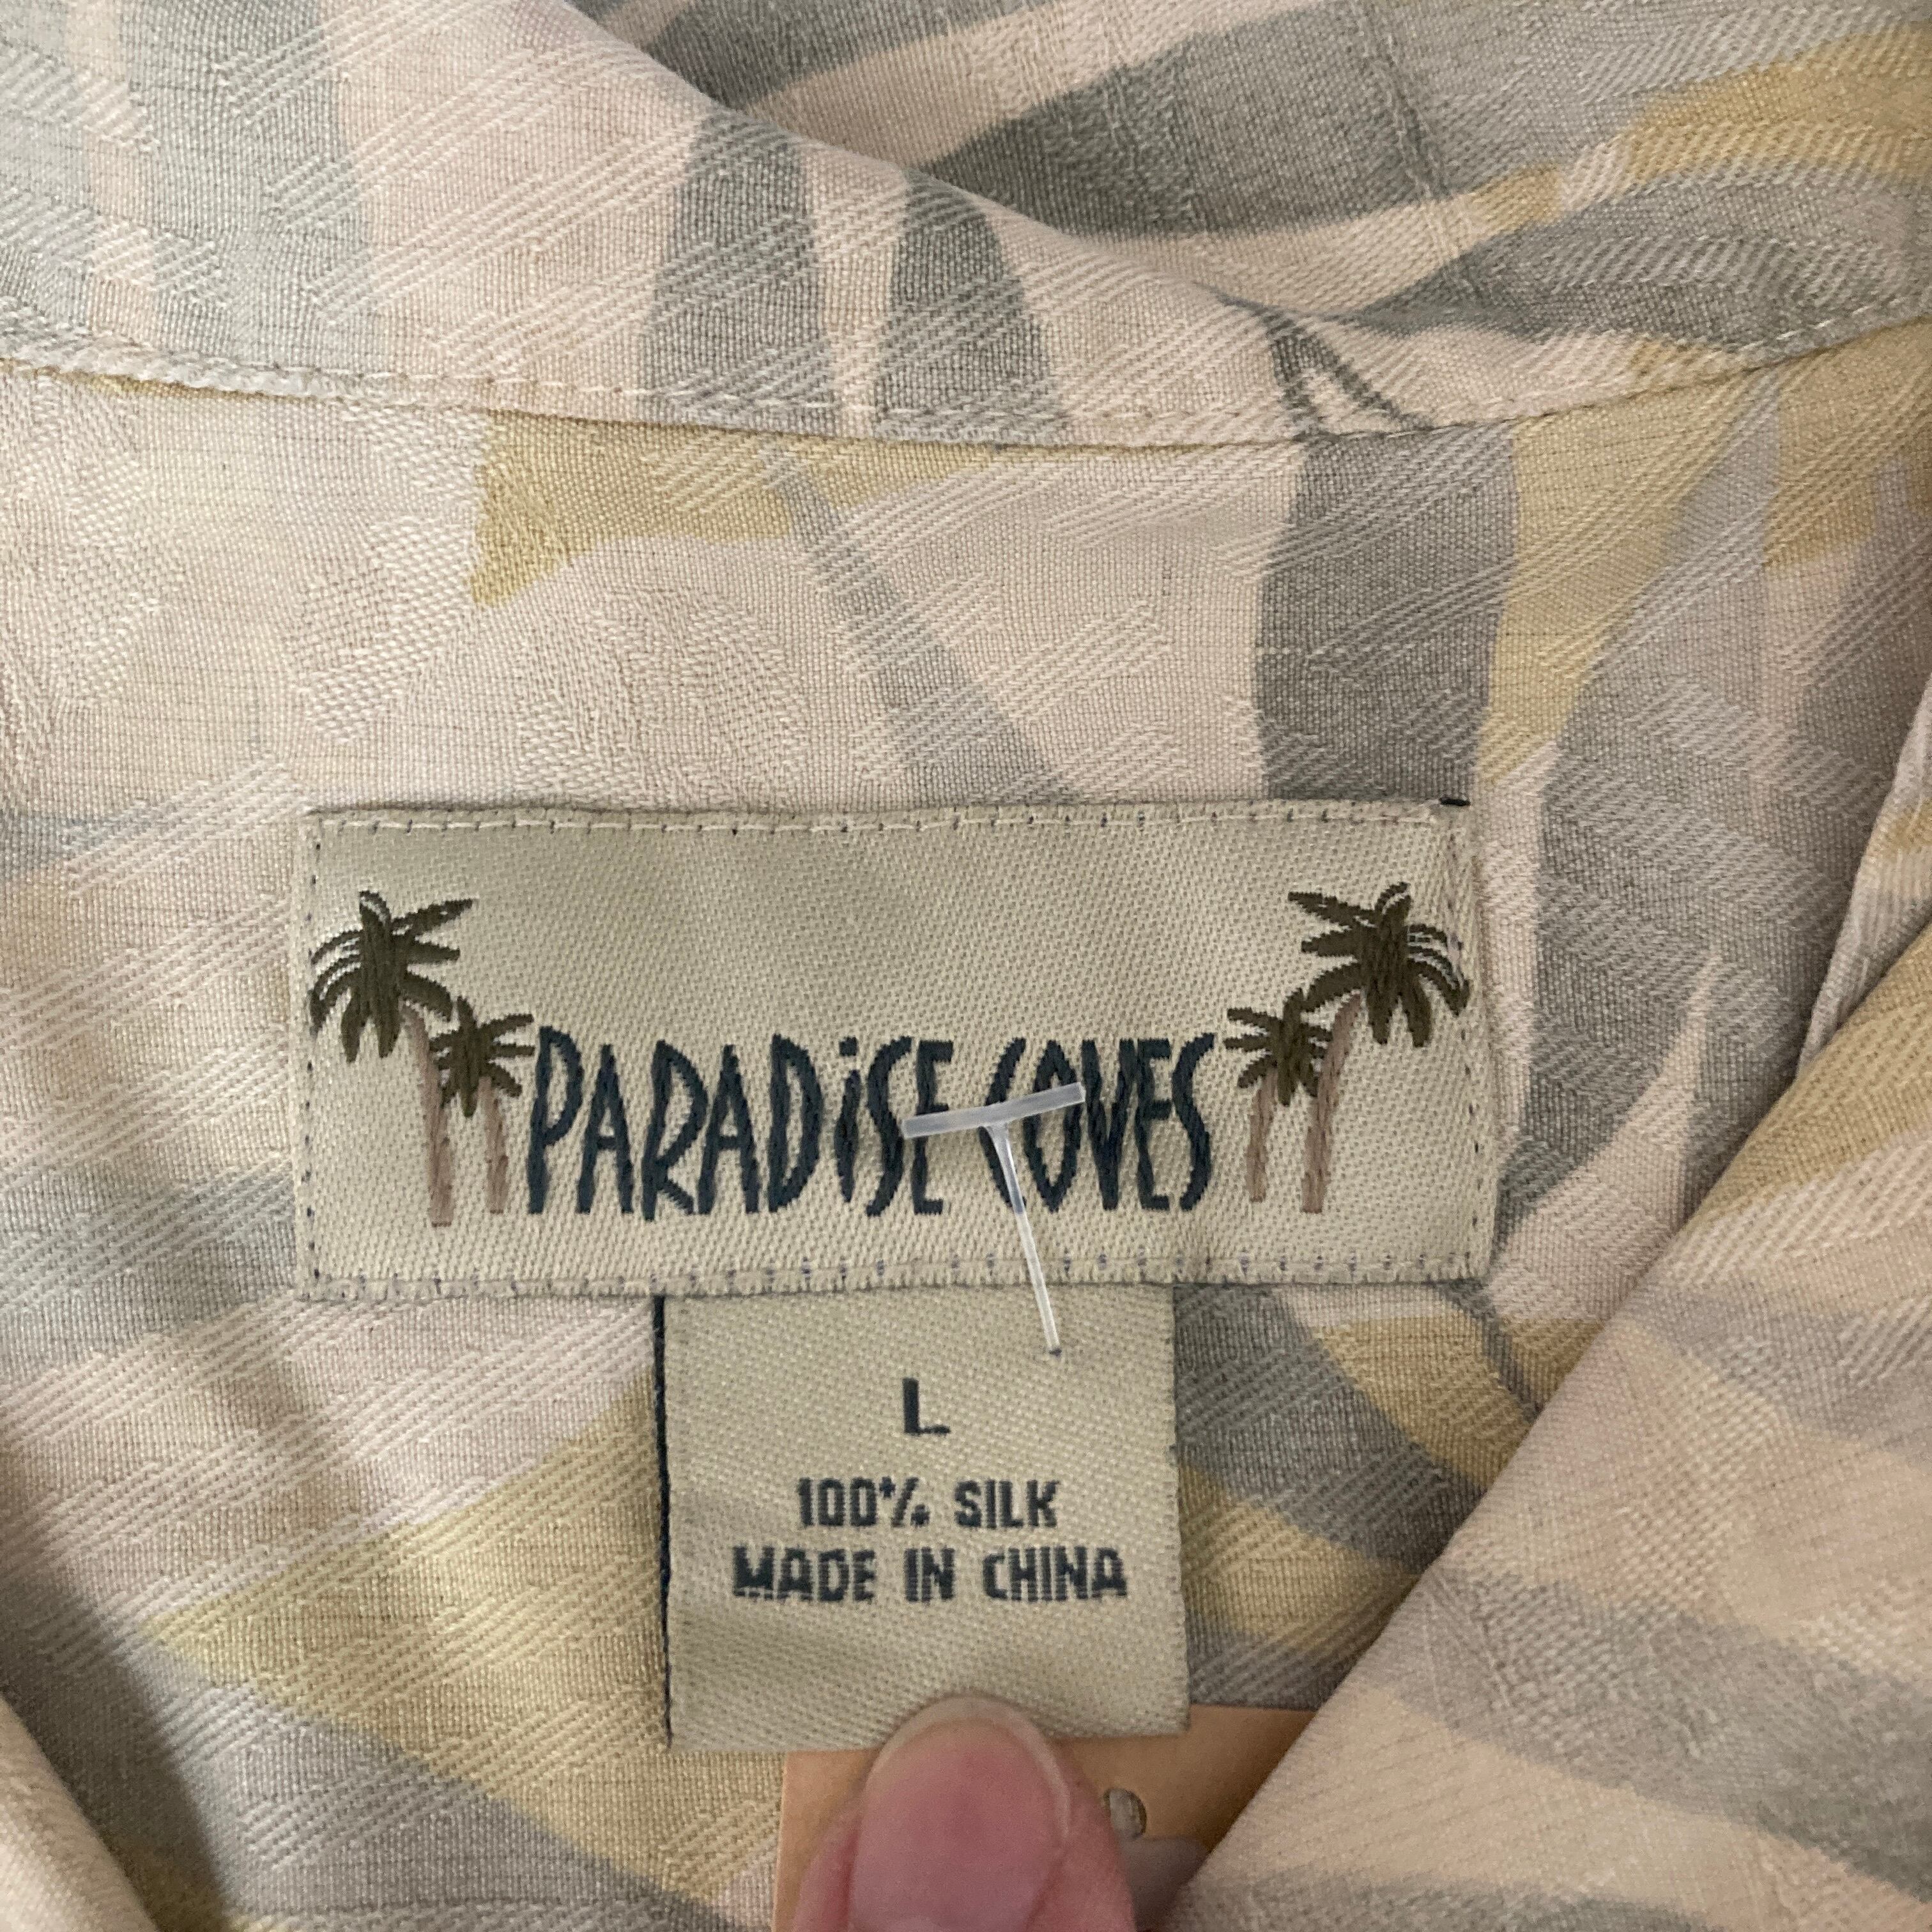 PARADiSE COVES
L
100% SILK
MADE IN CHINA